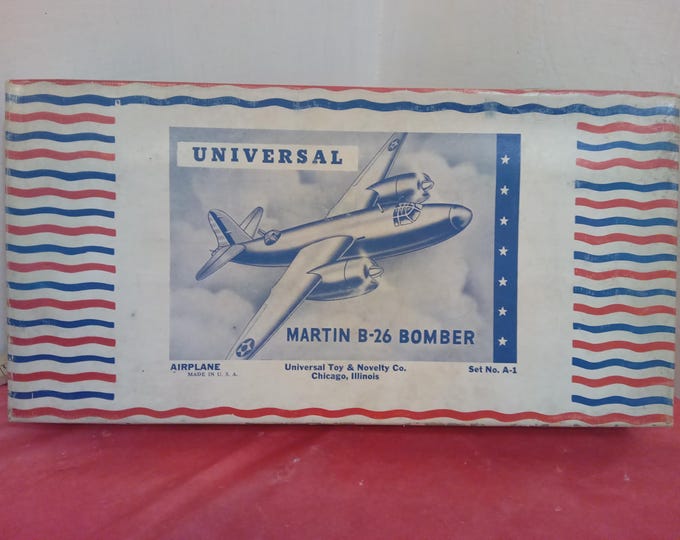 UNIVERSAL
MARTIN B-26 BOMBER
AIRPLANE
MADE IN U. S. A.
Universal Toy & Novelty Co.
Chicago, Illinois
Set No. A-1